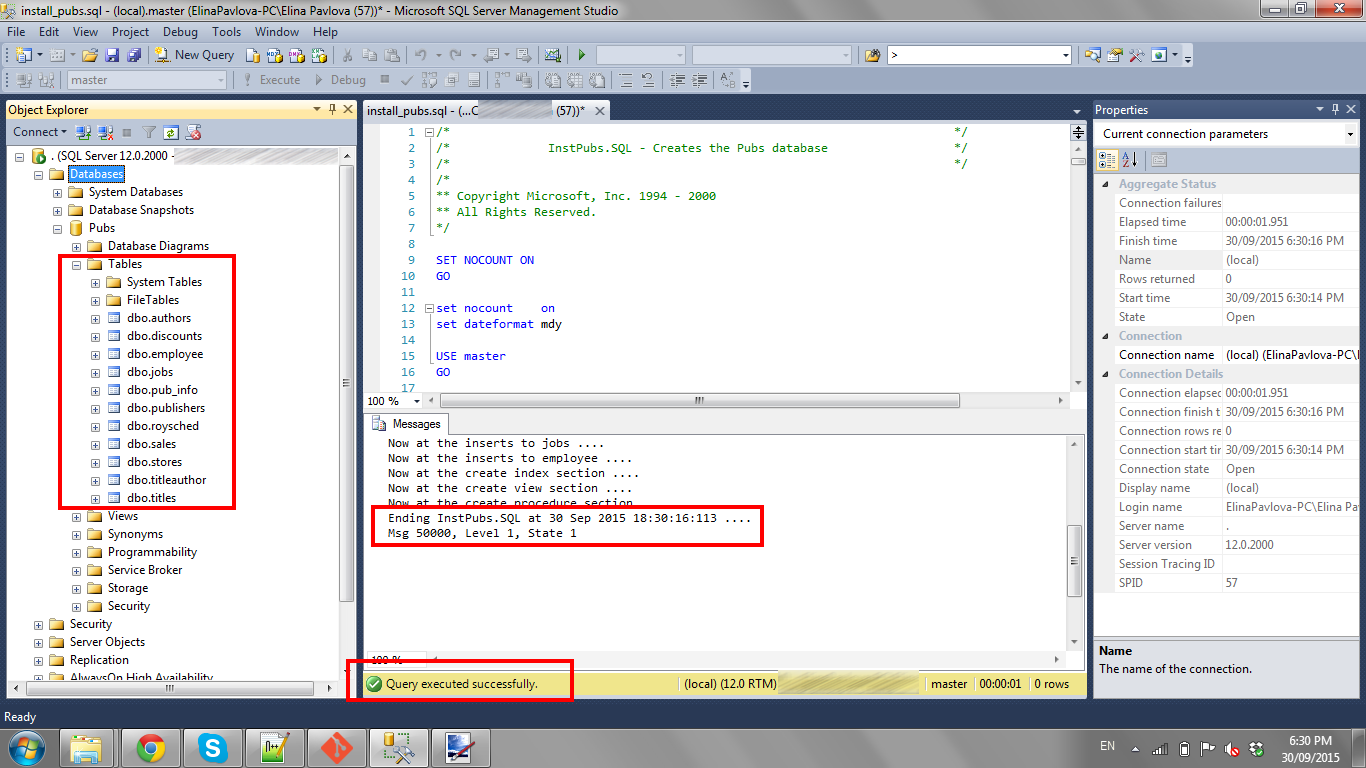 install_pubs.sql - (local).master (ElinaPavlova-PC\Elina Pavlova (57))* - Microsoft SQL Server Management Studio
File Edit View Project Debug Tools Window Help
New Query
>
master
Execute
Debug
Object Explorer
Connect
. (SQL Server 12.0.2000 -
Databases
System Databases
Database Snapshots
Pubs
Database Diagrams
Tables
System Tables
FileTables
dbo.authors
dbo.discounts
dbo.employee
dbo.jobs
dbo.pub_info
dbo.publishers
dbo.roysched
dbo.sales
dbo.stores
dbo.titleauthor
dbo.titles
Views
Synonyms
Programmability
Service Broker
Storage
Security
Security
Server Objects
Replication
AlwaysOn High Availability
install_pubs.sql - (...C (57))*
1 /* */
2 /* InstPubs.SQL - Creates the Pubs database */
3 /* */
4 /*
5 ** Copyright Microsoft, Inc. 1994 - 2000
6 ** All Rights Reserved.
7 */
8
9 SET NOCOUNT ON
10 GO
11
12 set nocount on
13 set dateformat mdy
14
15 USE master
16 GO
17
100 %
Messages
Now at the inserts to jobs ....
Now at the inserts to employee ....
Now at the create index section ....
Now at the create view section ....
Now at the create procedure section
Ending InstPubs.SQL at 30 Sep 2015 18:30:16:113 ....
Msg 50000, Level 1, State 1
100 %
Query executed successfully.
(local) (12.0 RTM)
master
00:00:01
0 rows
Properties
Current connection parameters
Aggregate Status
Connection failures
Elapsed time 00:00:01.951
Finish time 30/09/2015 6:30:16 PM
Name (local)
Rows returned 0
Start time 30/09/2015 6:30:14 PM
State Open
Connection
Connection name (local) (ElinaPavlova-PC\
Connection Details
Connection elapsec 00:00:01.951
Connection finish t 30/09/2015 6:30:16 PM
Connection rows re 0
Connection start tir 30/09/2015 6:30:14 PM
Connection state Open
Display name (local)
Login name ElinaPavlova-PC\Elina Pa
Server name .
Server version 12.0.2000
Session Tracing ID
SPID 57
Name
The name of the connection.
Ready
EN
6:30 PM
30/09/2015